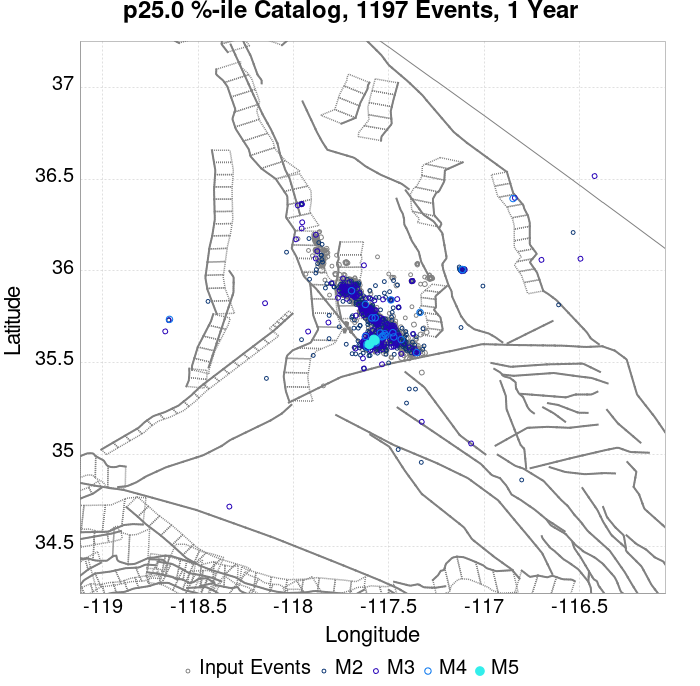 p25.0 %-ile Catalog, 1197 Events, 1 Year
37
36.5
36
35.5
35
34.5
Latitude
-119
-118.5
-118
-117.5
-117
-116.5
Longitude
Input Events
M2
M3
M4
M5